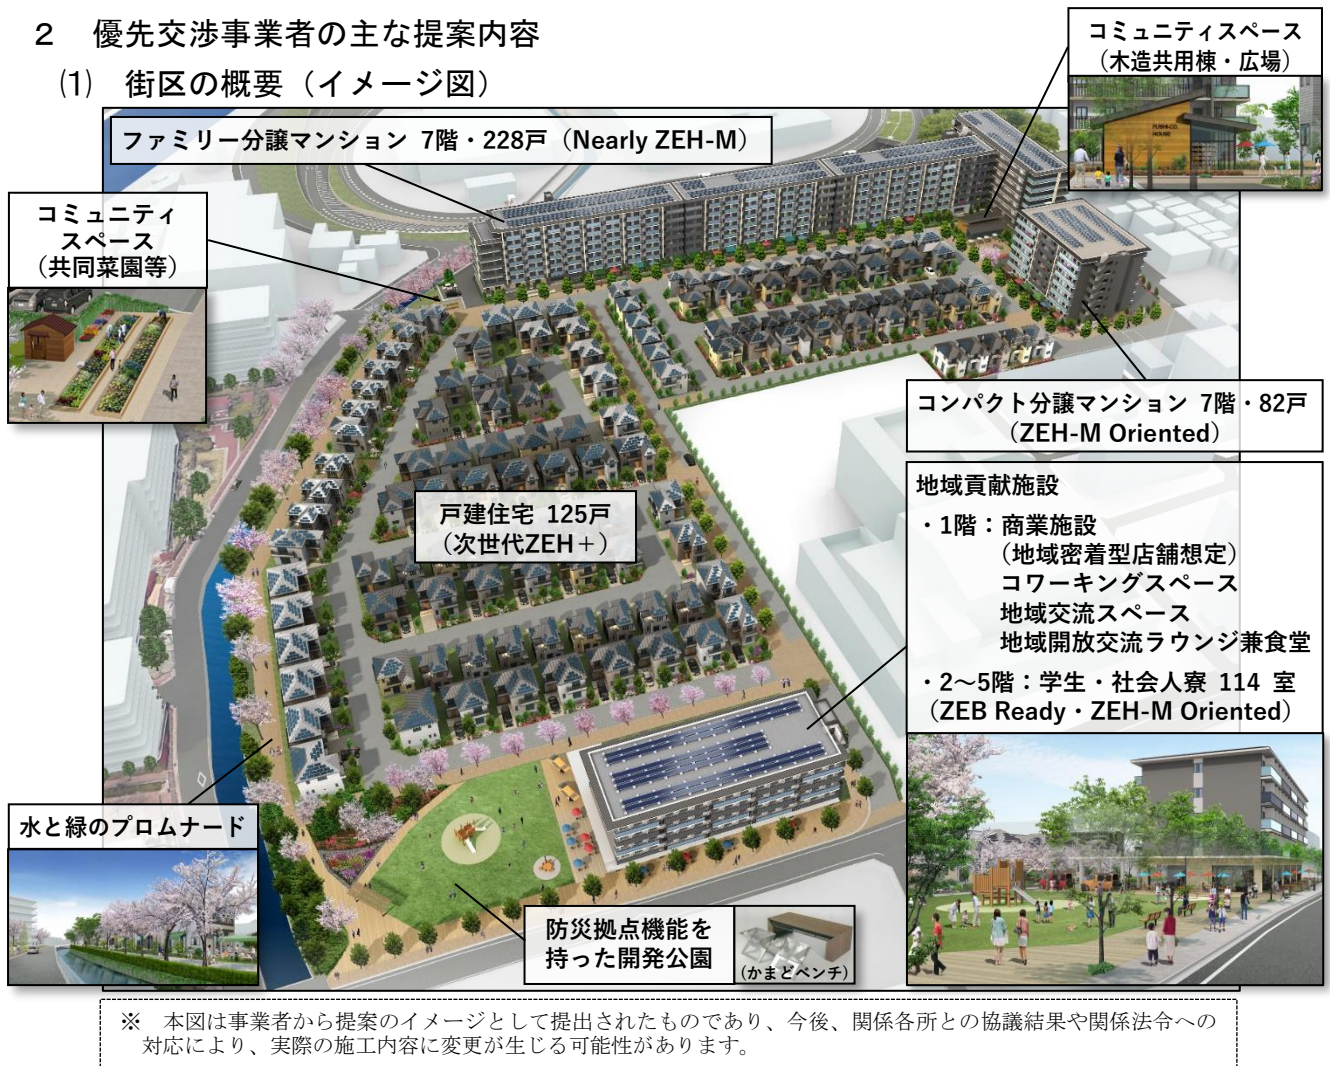 ２　優先交渉事業者の主な提案内容
⑴　街区の概要（イメージ図）
コミュニティスペース
（木造共用棟・広場）
ファミリー分譲マンション 7階・228戸（Nearly ZEH-M）
コミュニティ
スペース
（共同菜園等）
コンパクト分譲マンション 7階・82戸
（ZEH-M Oriented）
戸建住宅 125戸
（次世代ZEH＋）
地域貢献施設
・1階：商業施設
（地域密着型店舗想定）
コワーキングスペース
地域交流スペース
地域開放交流ラウンジ兼食堂
・2～5階：学生・社会人寮 114 室
（ZEB Ready・ZEH-M Oriented）
水と緑のプロムナード
防災拠点機能を
持った開発公園
（かまどベンチ）
※　本図は事業者から提案のイメージとして提出されたものであり、今後、関係各所との協議結果や関係法令への
対応により、実際の施工内容に変更が生じる可能性があります。